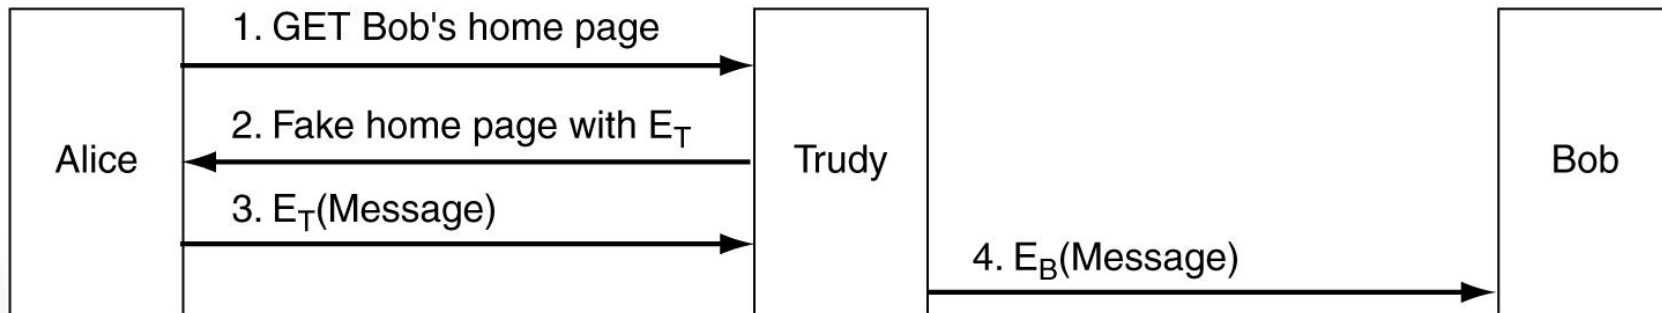 1. GET Bob's home page
2. Fake home page with E_T
Alice
Trudy
Bob
3. E_T(Message)
4. E_B(Message)